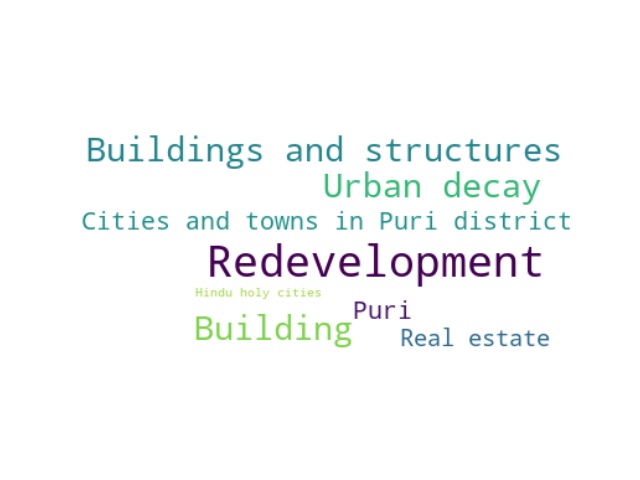 Buildings and structures
Urban decay
Cities and towns in Puri district
Redevelopment
Hindu holy cities
Puri
Building
Real estate